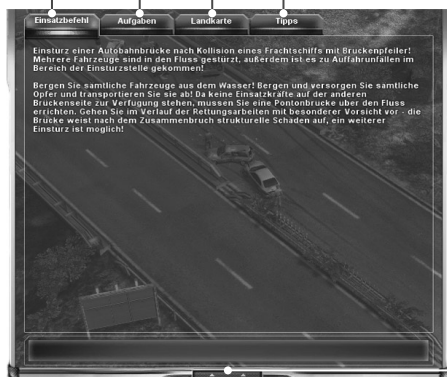 Einsatzbefehl Aufgaben Landkarte Tipps
Einsturz einer Autobahnbrücke nach Kollision eines Frachtschiffs mit Brückenpfeiler!
Mehrere Fahrzeuge sind in den Fluss gestürzt, außerdem ist es zu Auffahrunfällen im
Bereich der Einsturzstelle gekommen!
Bergen Sie sämtliche Fahrzeuge aus dem Wasser! Bergen und versorgen Sie sämtliche
Opfer und transportieren Sie sie ab! Da keine Einsatzkräfte auf der anderen
Brückenseite zur Verfügung stehen, müssen Sie eine Pontonbrücke über den Fluss
errichten. Gehen Sie im Verlauf der Rettungsarbeiten mit besonderer Vorsicht vor - die
Brücke weist nach dem Zusammenbruch strukturelle Schäden auf, ein weiterer
Einsturz ist möglich!